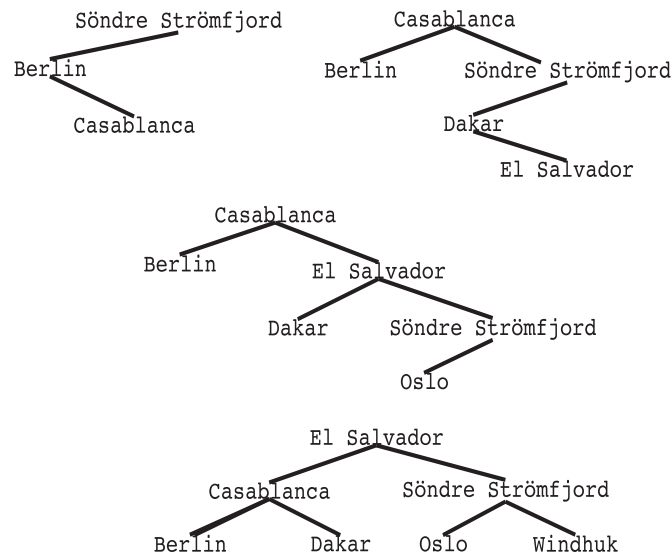 Söndre Strömfjord
Berlin
Casablanca
Casablanca
Berlin Söndre Strömfjord
Dakar
El Salvador
Casablanca
Berlin
El Salvador
Dakar Söndre Strömfjord
Oslo
El Salvador
Casablanca Söndre Strömfjord
Berlin Dakar Oslo Windhuk